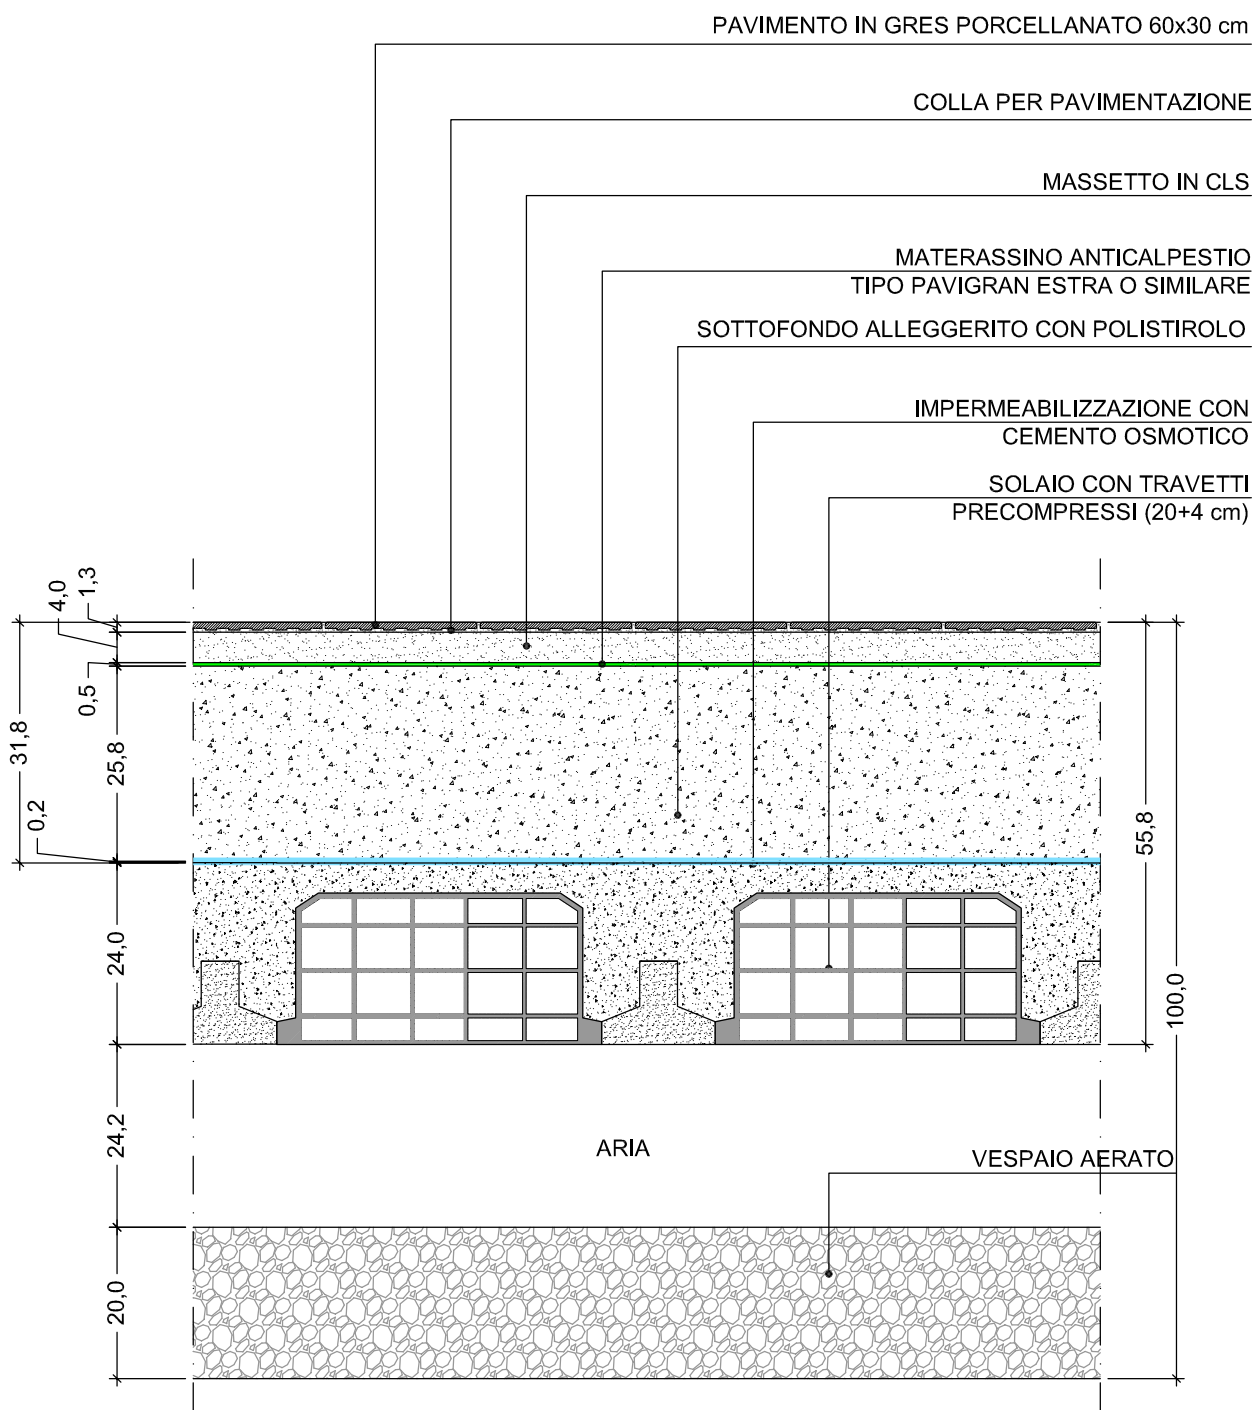 PAVIMENTO IN GRES PORCELLANATO 60x30 cm
COLLA PER PAVIMENTAZIONE
MASSETTO IN CLS
MATERASSINO ANTICALPESTIO
TIPO PAVIGRAN ESTRA O SIMILARE
SOTTOFONDO ALLEGGERITO CON POLISTIROLO
IMPERMEABILIZZAZIONE CON
CEMENTO OSMOTICO
SOLAIO CON TRAVETTI
PRECOMPRESSI (20+4 cm)
1,3
4,0
0,5
31,8
25,8
0,2
55,8
24,0
100,0
24,2
ARIA
VESPAIO AERATO
20,0